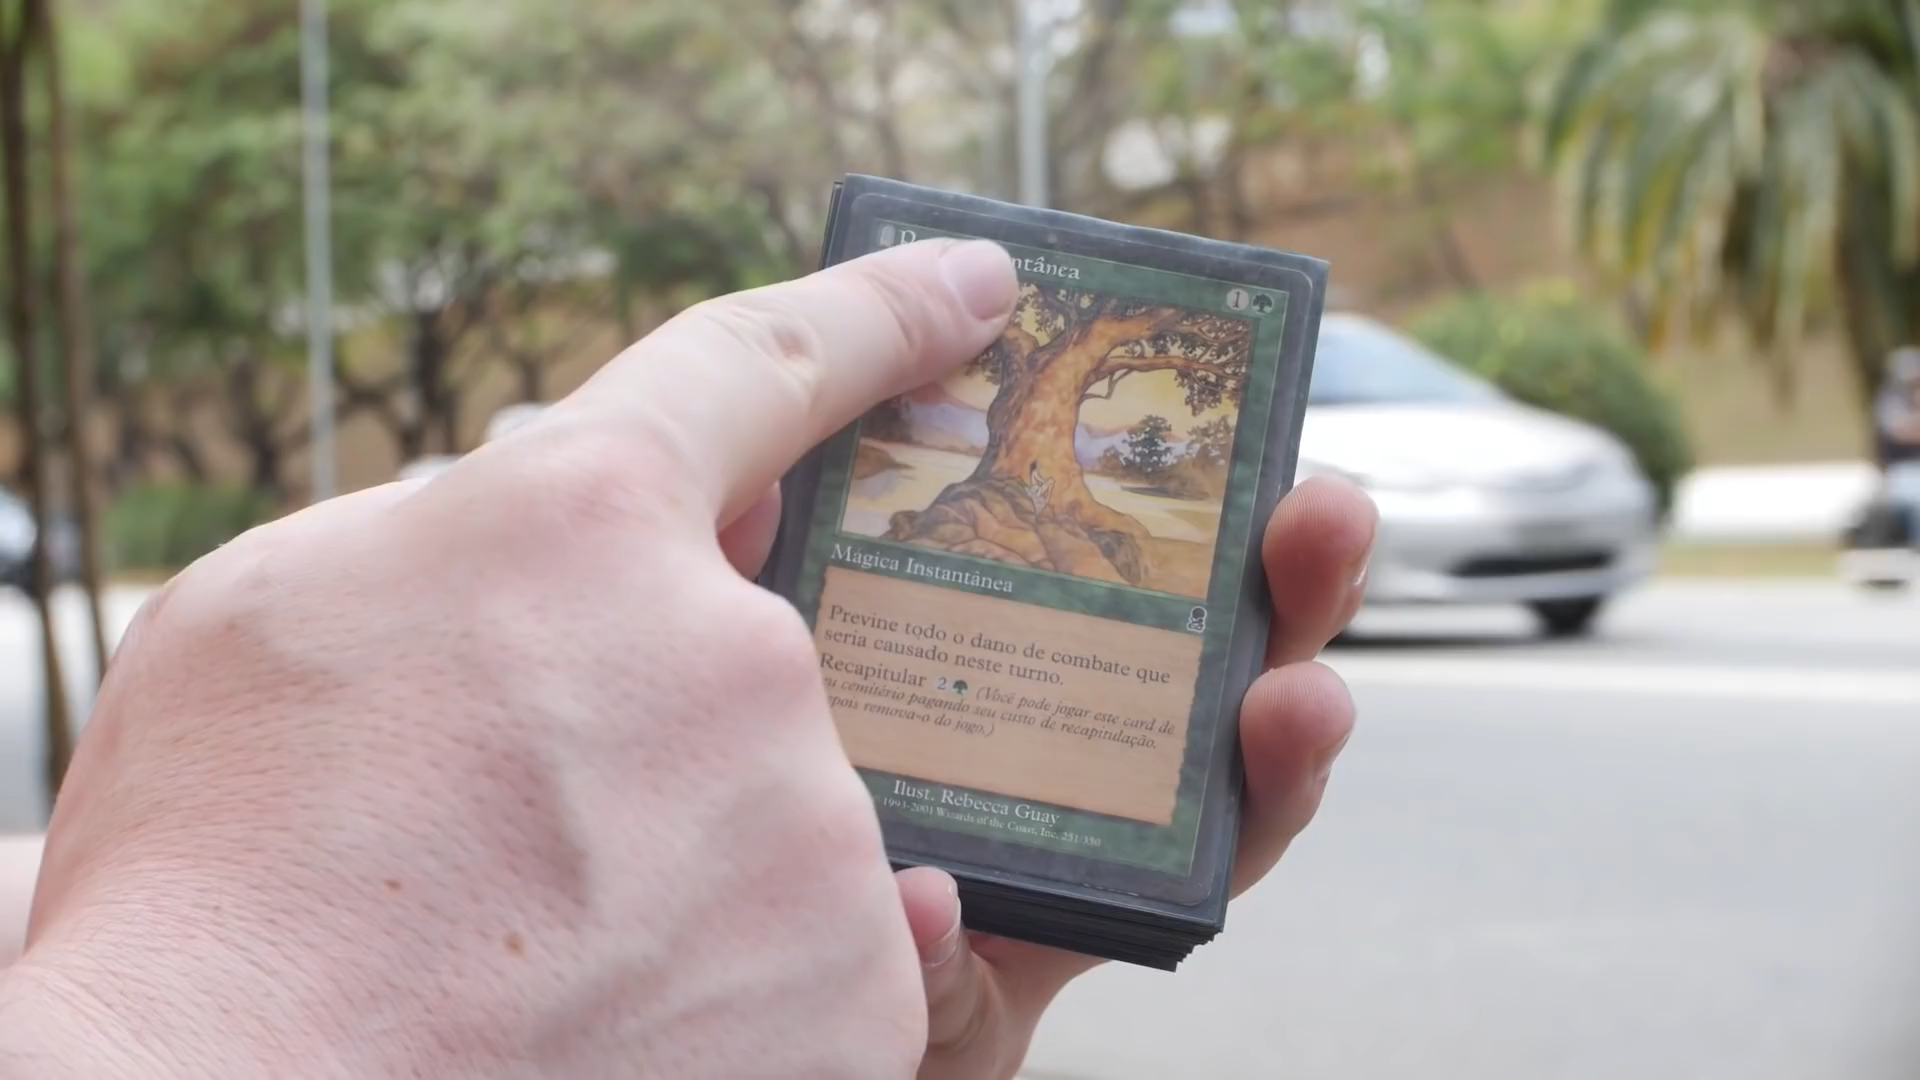 ntânea
1
Mágica Instantânea
Previne todo o dano de combate que
seria causado neste turno.
Recapitular 2 (Você pode jogar este card de
u cemitério pagando seu custo de recapitulação.
pois remova-o do jogo.)
Ilust. Rebecca Guay
1993-2001 Wizards of the Coast, Inc. 251/350